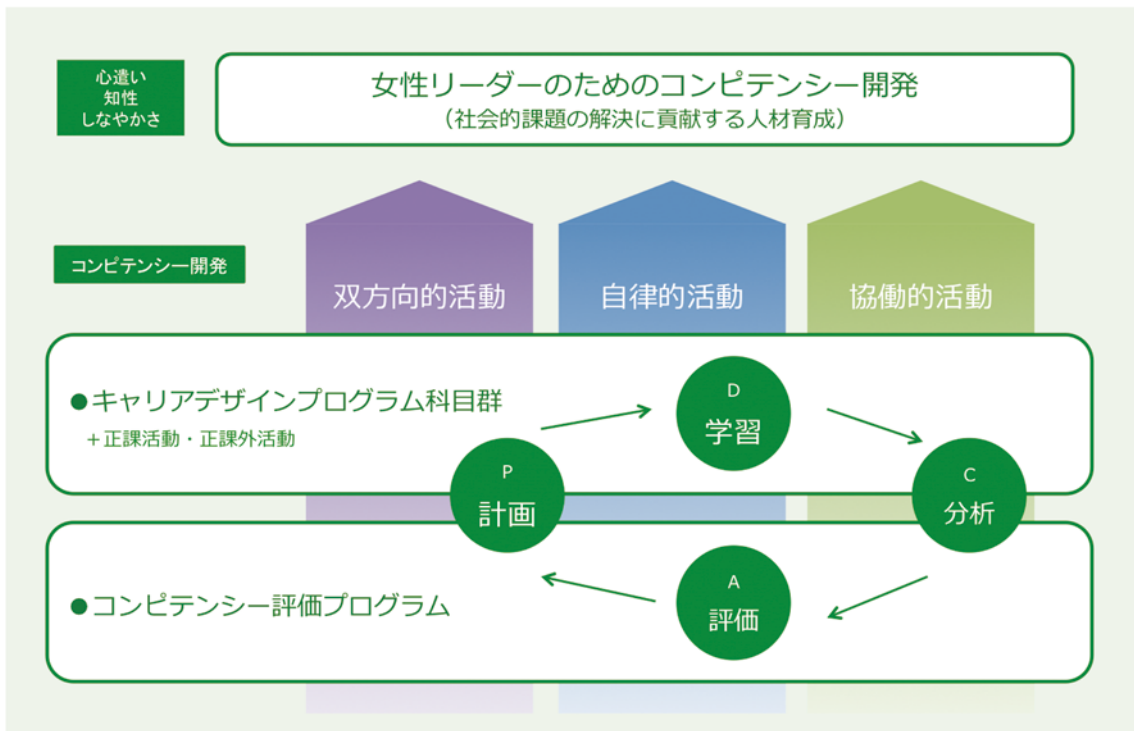 心遣い
知性
しなやかさ
女性リーダーのためのコンピテンシー開発
（社会的課題の解決に貢献する人材育成）
コンピテンシー開発
双方向的活動
自律的活動
協働的活動
●キャリアデザインプログラム科目群
＋正課活動・正課外活動
D
学習
P
計画
C
分析
●コンピテンシー評価プログラム
A
評価